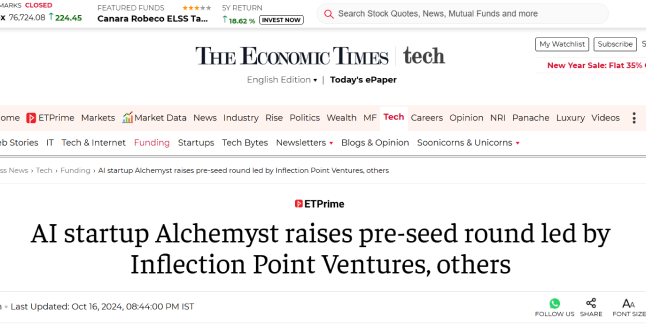 MARKS CLOSED FEATURED FUNDS ★★★★★ 5Y RETURN
x 76,724.08 ↑224.45 Canara Robeco ELSS Ta... ↑18.62 % INVEST NOW Search Stock Quotes, News, Mutual Funds and more
THE ECONOMIC TIMES | tech My Watchlist Subscribe S
English Edition ▾ | Today's ePaper New Year Sale: Flat 35%
ome ETPrime Markets Market Data News Industry Rise Politics Wealth MF Tech Careers Opinion NRI Panache Luxury Videos
eb Stories IT Tech & Internet Funding Startups Tech Bytes Newsletters ▾ Blogs & Opinion Soonicorns & Unicorns ▾
ss News › Tech › Funding › AI startup Alchemyst raises pre-seed round led by Inflection Point Ventures, others
ETPrime
AI startup Alchemyst raises pre-seed round led by
Inflection Point Ventures, others
• Last Updated: Oct 16, 2024, 08:44:00 PM IST
FOLLOW US SHARE FONT SIZE